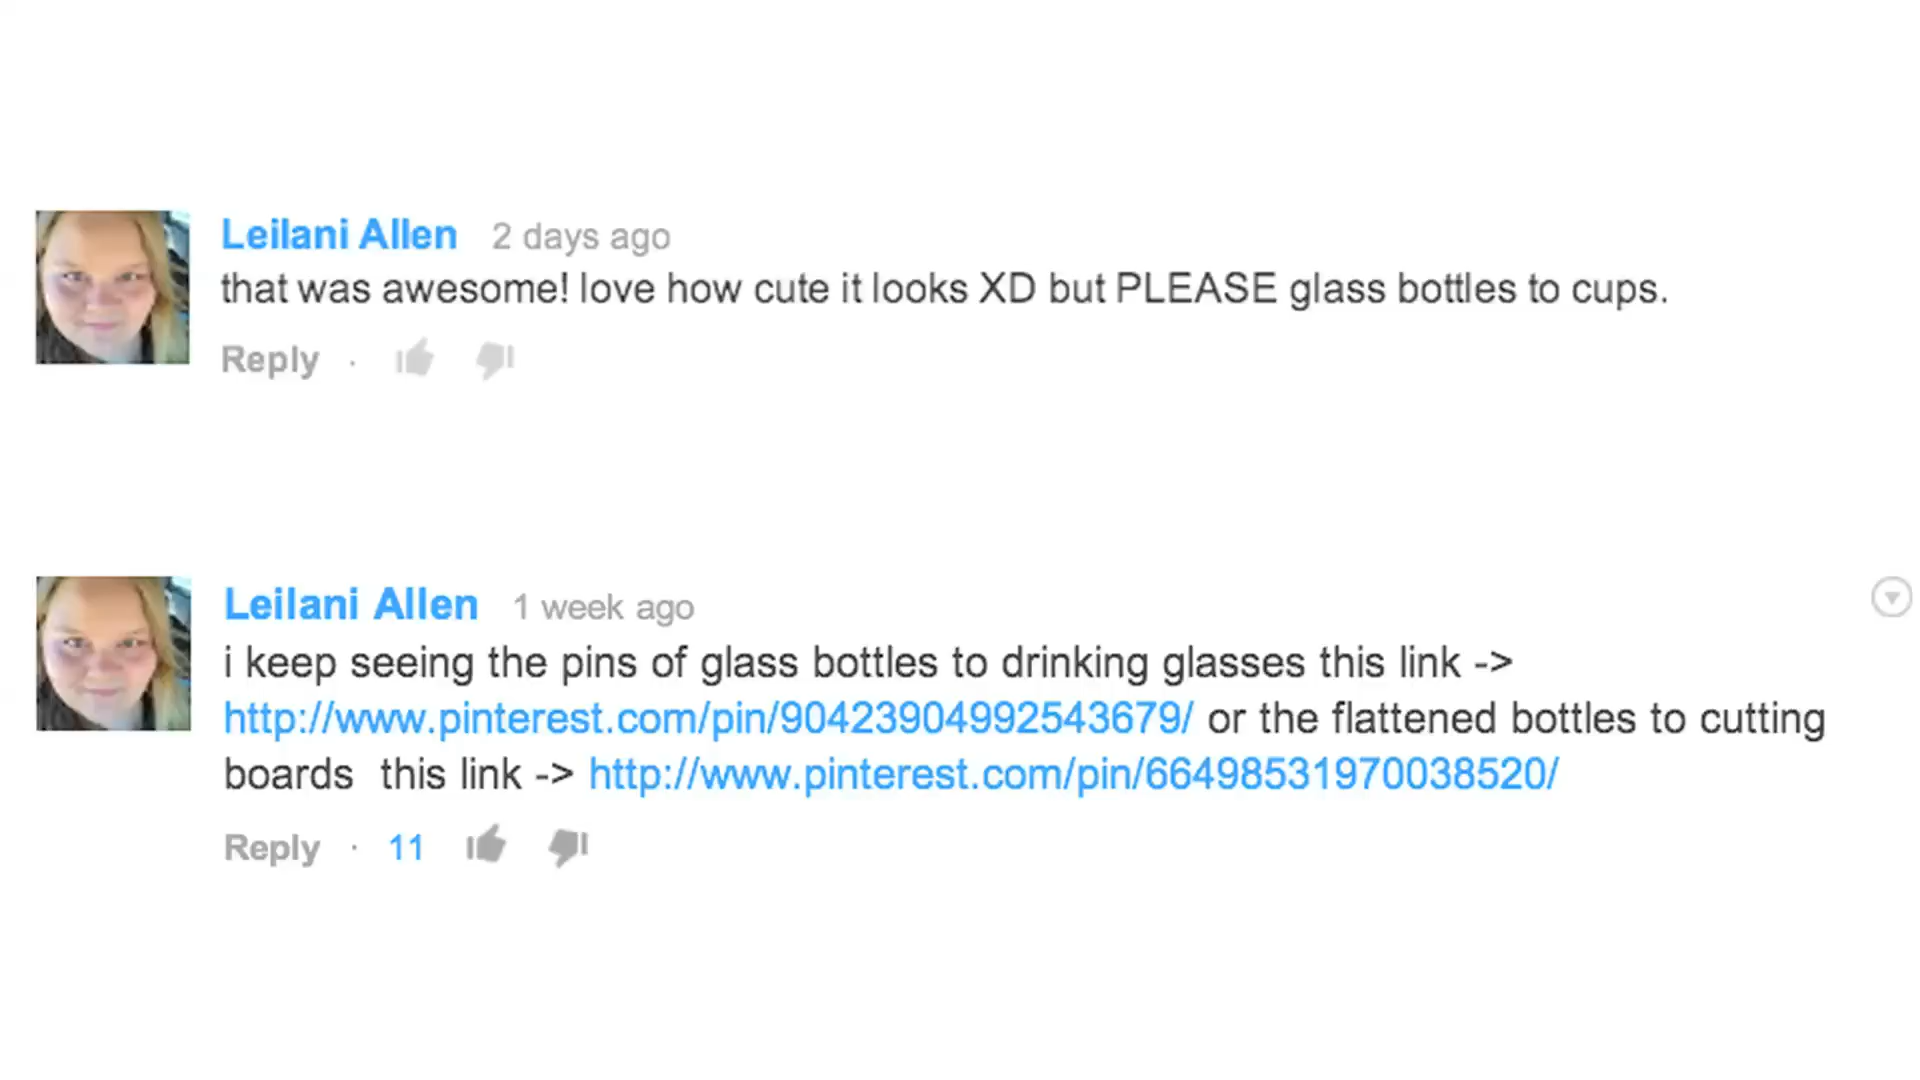 Leilani Allen 2 days ago
that was awesome! love how cute it looks XD but PLEASE glass bottles to cups.
Reply ·
Leilani Allen 1 week ago
i keep seeing the pins of glass bottles to drinking glasses this link ->
http://www.pinterest.com/pin/90423904992543679/ or the flattened bottles to cutting
boards this link -> http://www.pinterest.com/pin/66498531970038520/
Reply · 11